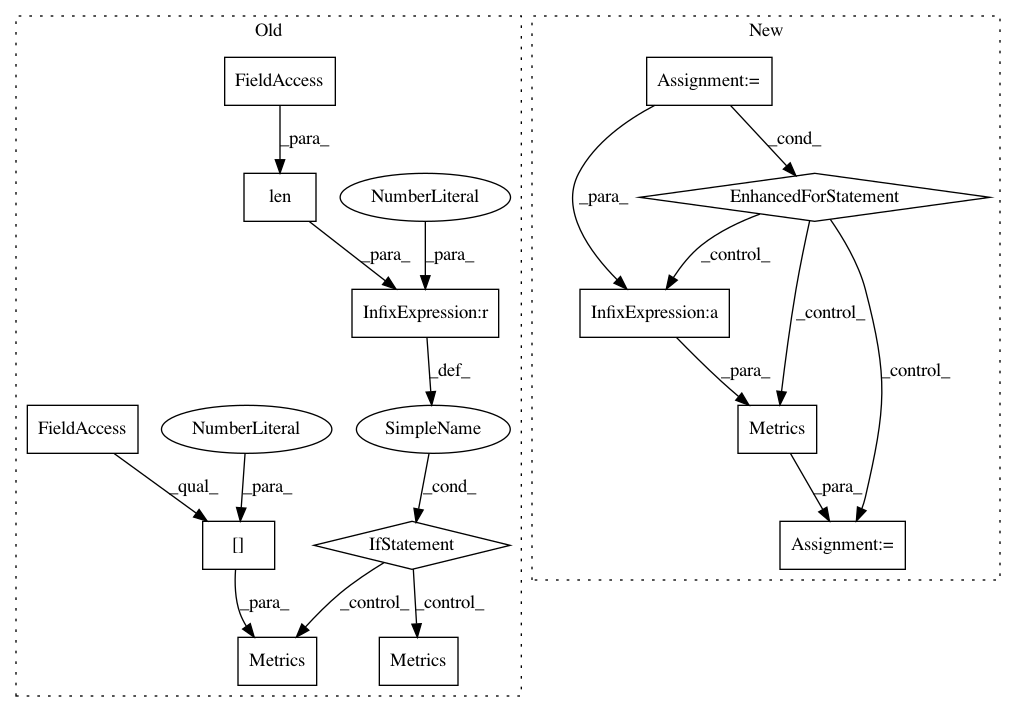 Old
New
FieldAccess
Assignment:=
_para_
_cond_
len
NumberLiteral
EnhancedForStatement
_para_
_para_
_para_
_control_
InfixExpression:r
InfixExpression:a
_control_
_control_
_def_
_para_
FieldAccess
NumberLiteral
SimpleName
Metrics
_qual_
_para_
_cond_
_para_
[]
IfStatement
Assignment:=
_para_
_control_
_control_
Metrics
Metrics